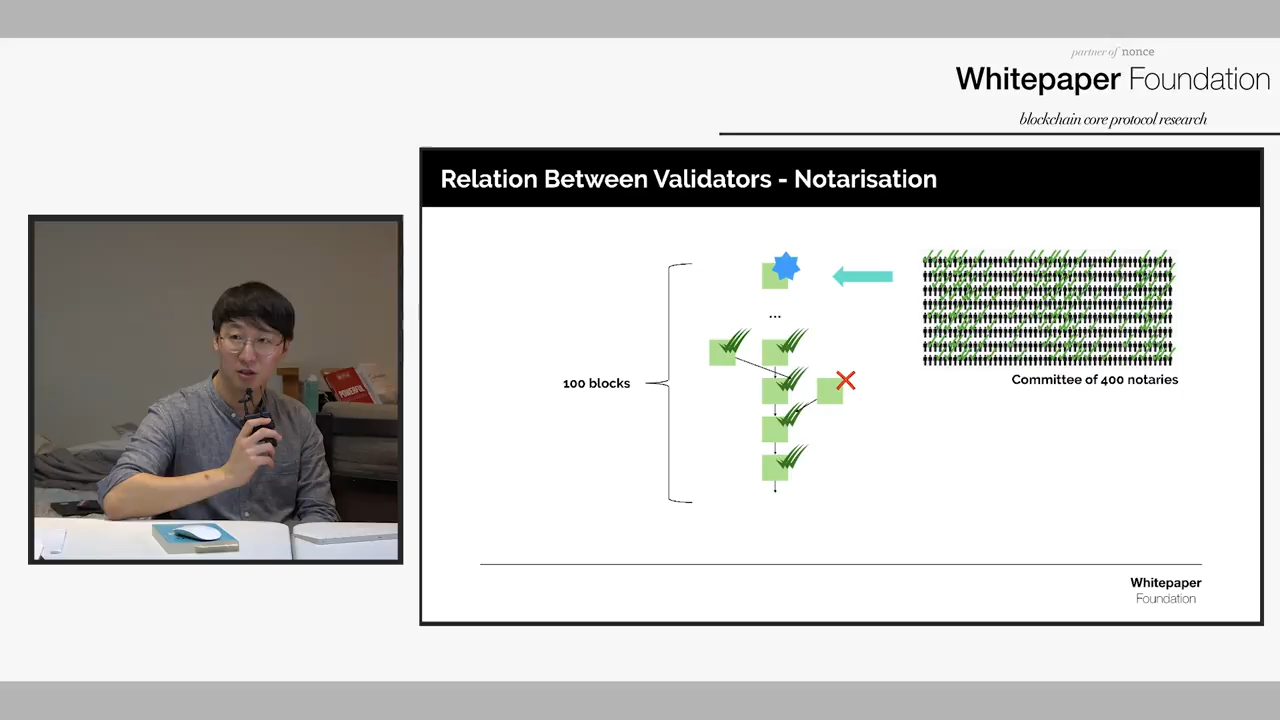 partner of nonce
Whitepaper Foundation
blockchain core protocol research
Relation Between Validators - Notarisation
...
100 blocks
Committee of 400 notaries
POWERFUL
Whitepaper
Foundation